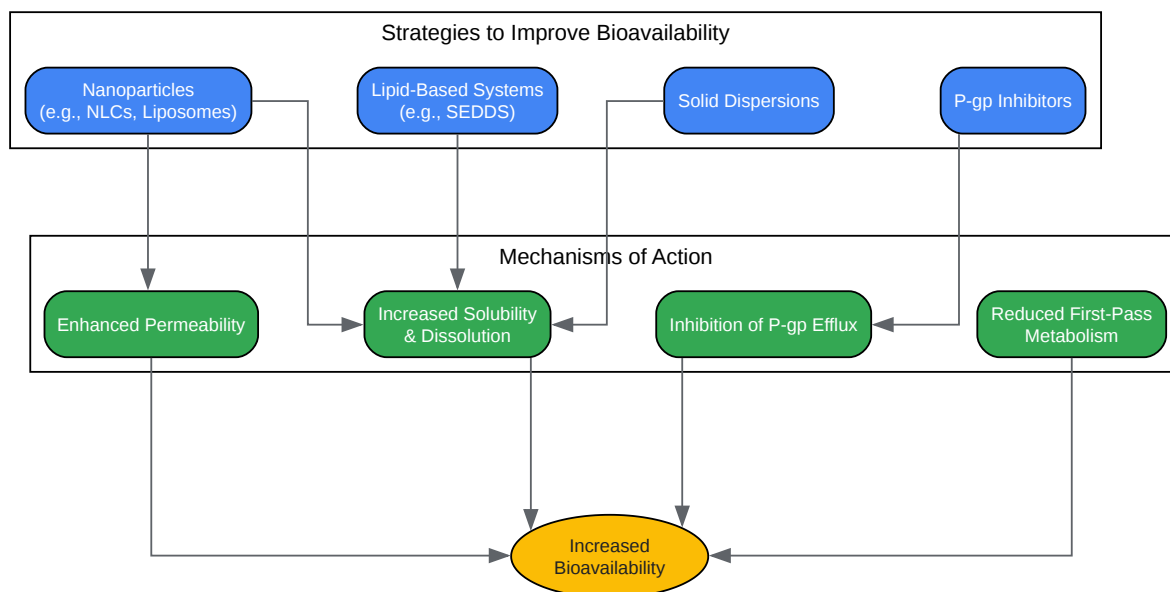 Strategies to Improve Bioavailability
Nanoparticles
(e.g., NLCs, Liposomes)
Lipid-Based Systems
(e.g., SEDDS)
Solid Dispersions
P-gp Inhibitors
Mechanisms of Action
Enhanced Permeability
Increased Solubility
& Dissolution
Inhibition of P-gp Efflux
Reduced First-Pass
Metabolism
Increased
Bioavailability